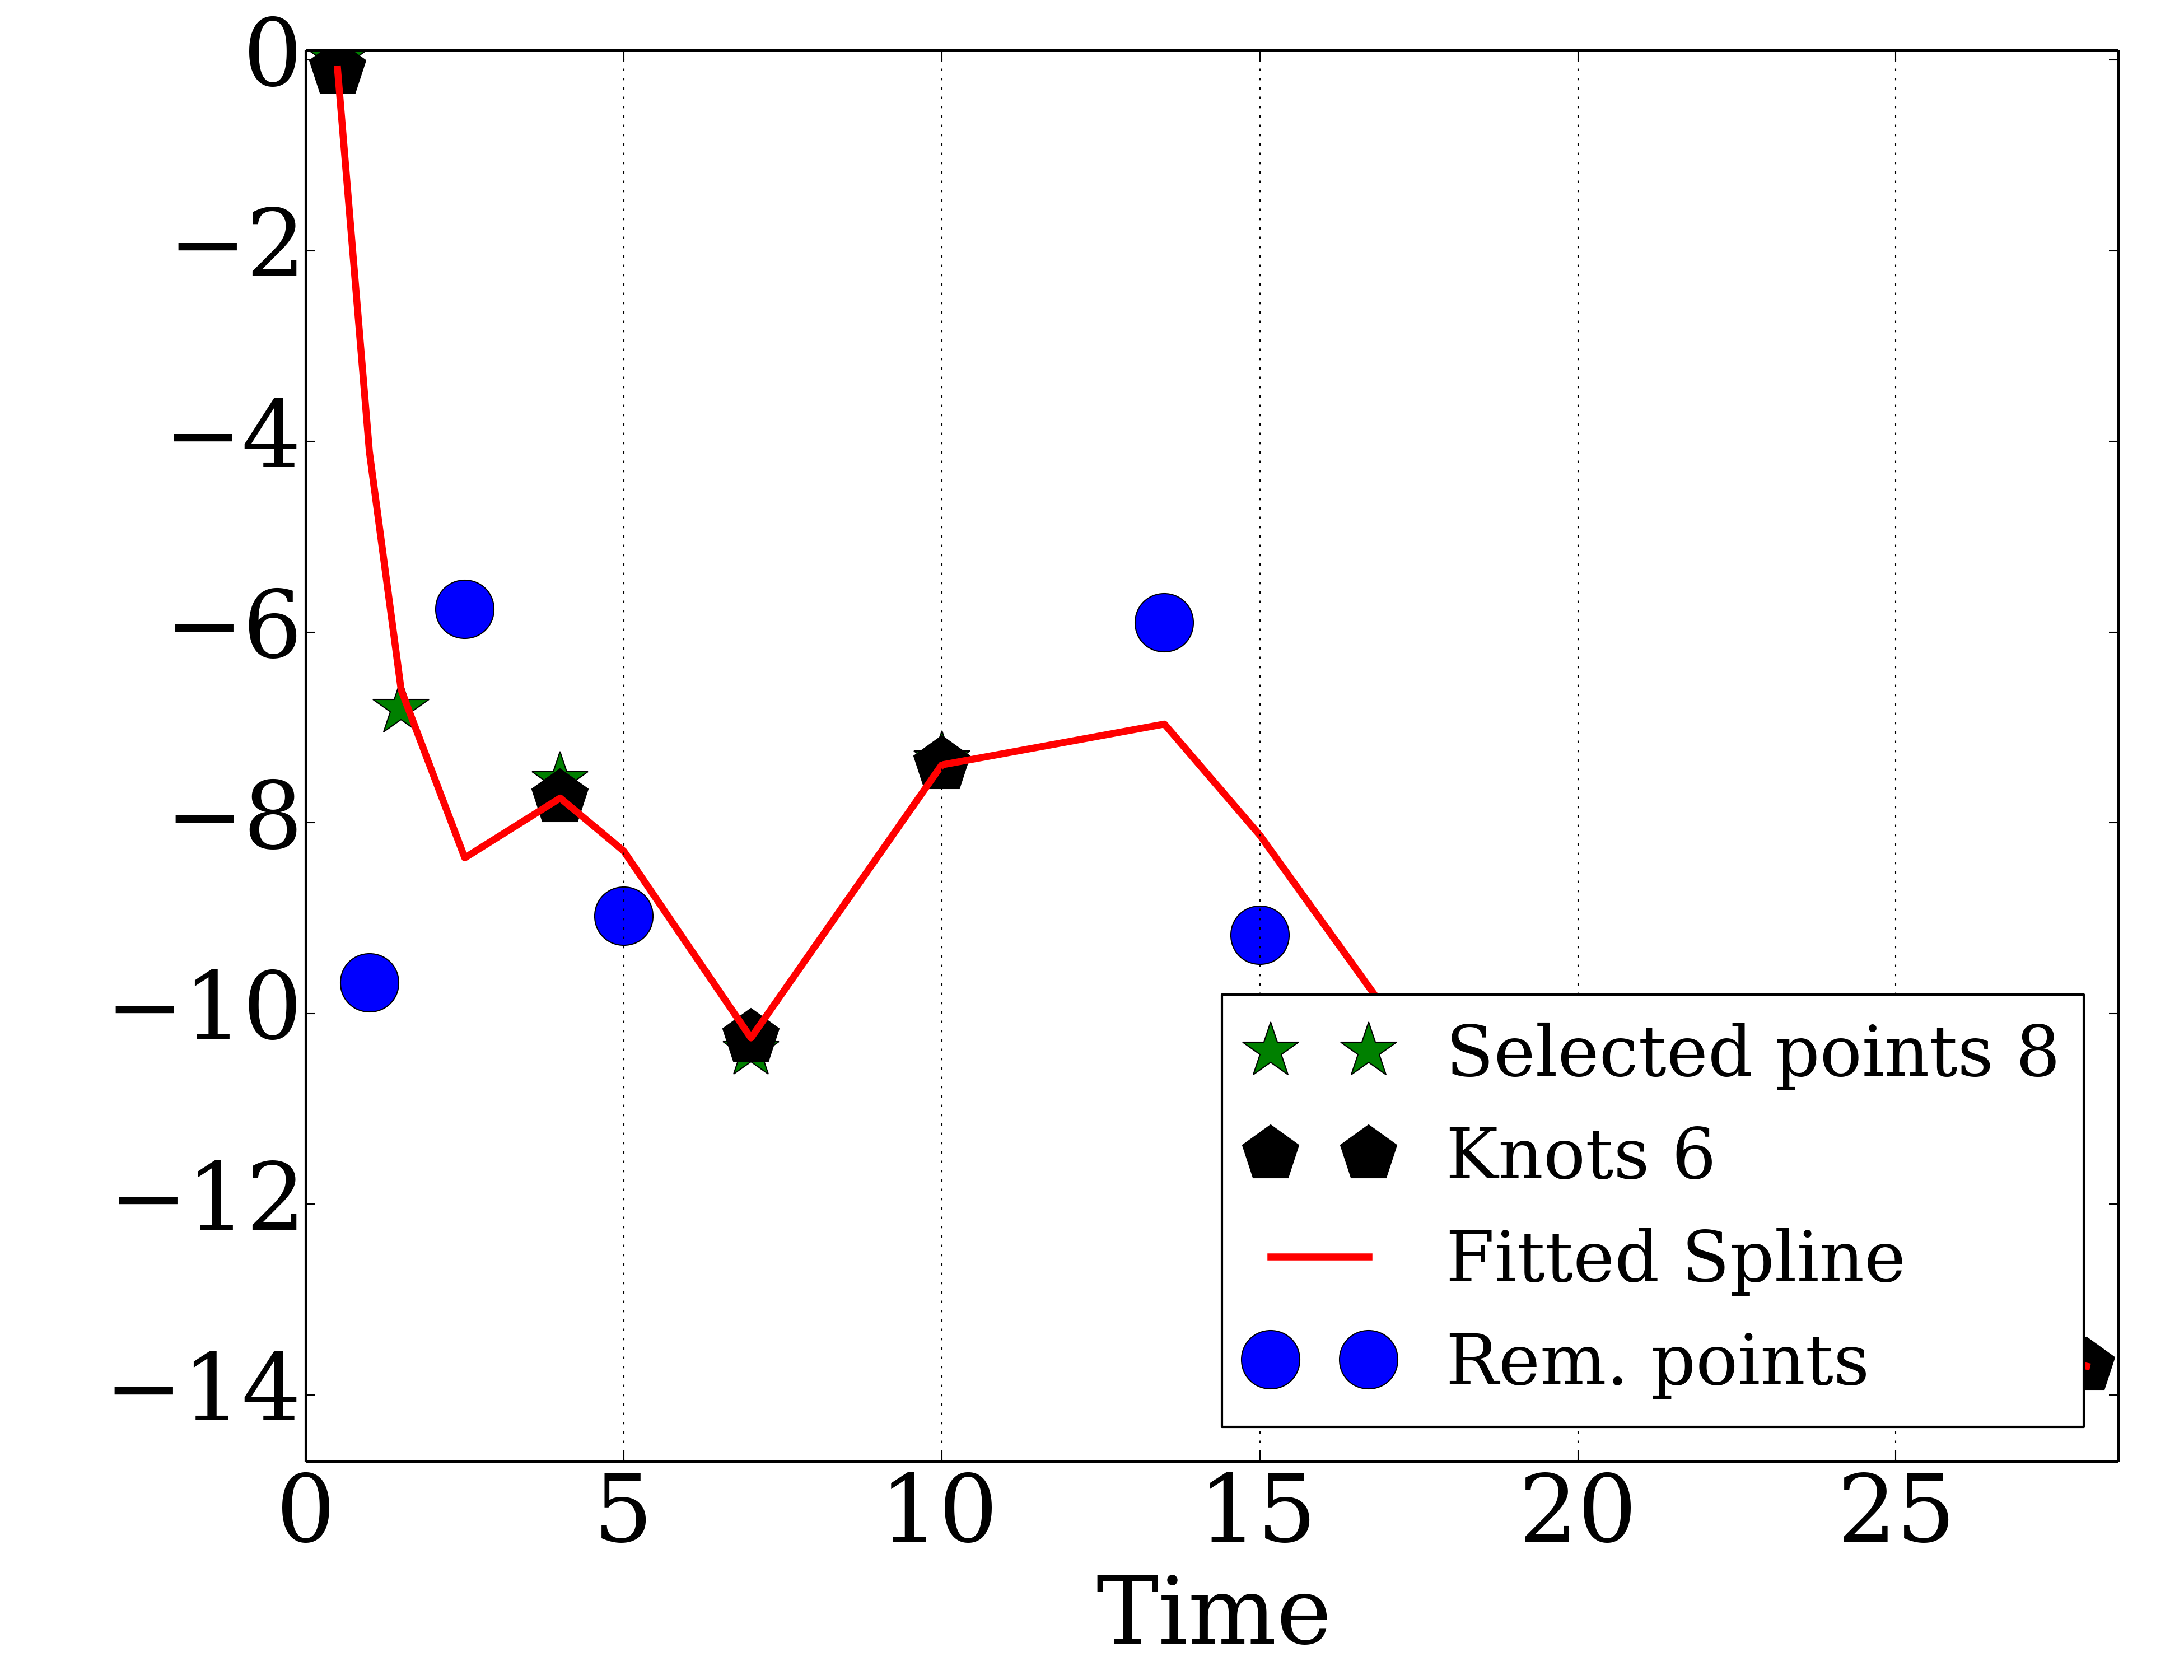 0
−2
−4
−6
−8
−10
−12
−14
Selected points 8
Knots 6
Fitted Spline
Rem. points
0 5 10 15 20 25
Time